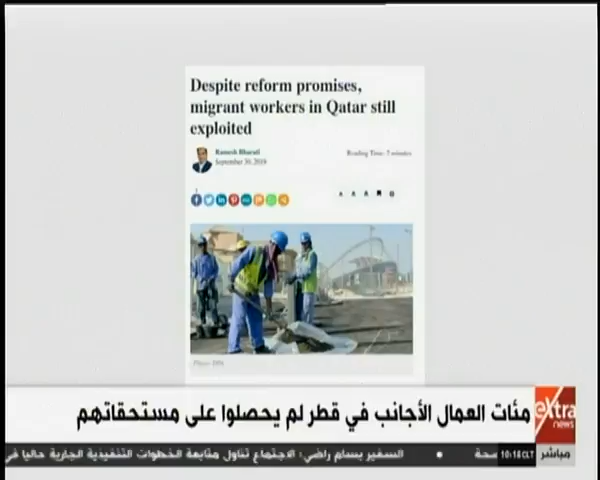 Despite reform promises,
migrant workers in Qatar still
exploited
Ramesh Bharati
September 30, 2019
Reading Time: 7 minutes
مئات العمال الأجانب في قطر لم يحصلوا على مستحقاتهم
eXtra
news
مباشر
10:18 CLT
السفير بسام راضي: الاجتماع تناول متابعة الخطوات التنفيذية الجارية حاليا في